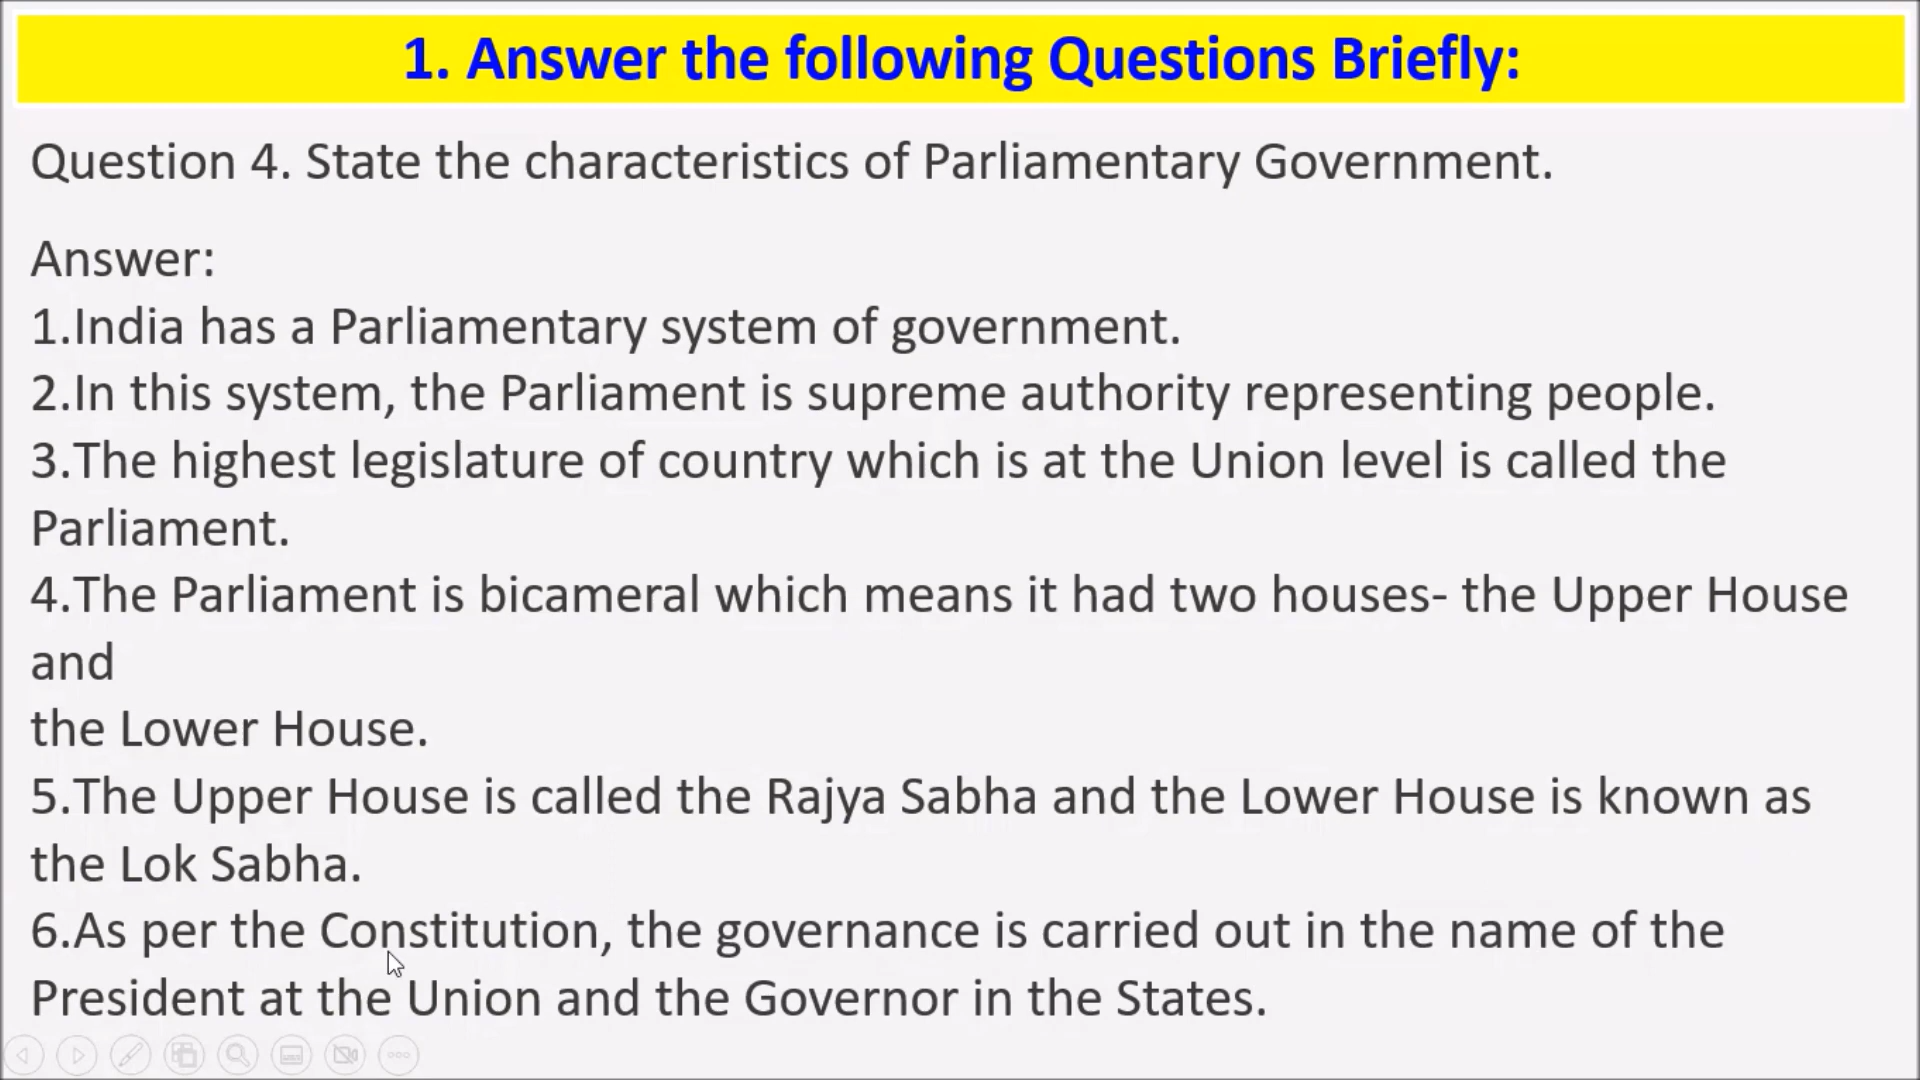 1. Answer the following Questions Briefly:
Question 4. State the characteristics of Parliamentary Government.
Answer:
1.India has a Parliamentary system of government.
2.In this system, the Parliament is supreme authority representing people.
3.The highest legislature of country which is at the Union level is called the
Parliament.
4.The Parliament is bicameral which means it had two houses- the Upper House
and
the Lower House.
5.The Upper House is called the Rajya Sabha and the Lower House is known as
the Lok Sabha.
6.As per the Constitution, the governance is carried out in the name of the
President at the Union and the Governor in the States.